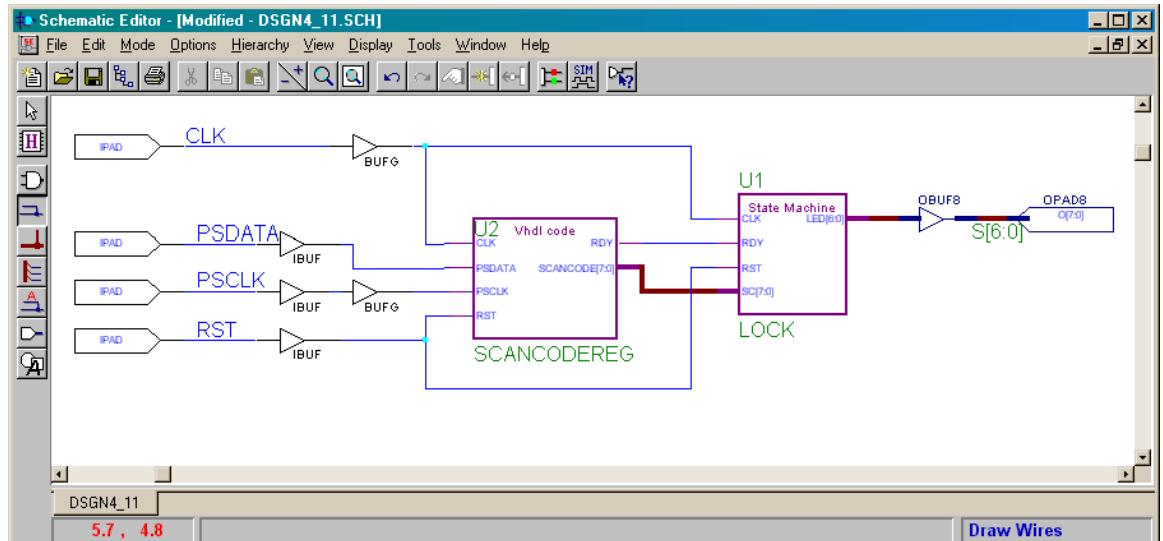 Schematic Editor - [Modified - DSGN4_11.SCH]
File Edit Mode Options Hierarchy View Display Tools Window Help
SIM
H
A
A
IPAD CLK BUFG
IPAD PSDATA IBUF
IPAD PSCLK IBUF BUFG
IPAD RST IBUF
U2 Vhdl code
CLK RDY
PSDATA SCANCODE[7:0]
PSCLK
RST
SCANCODEREG
U1
State Machine
CLK LED[6:0]
RDY
RST
SC[7:0]
LOCK
OBUF8 OPAD8
S[6:0] O[7:0]
DSGN4_11
5.7 , 4.8 Draw Wires